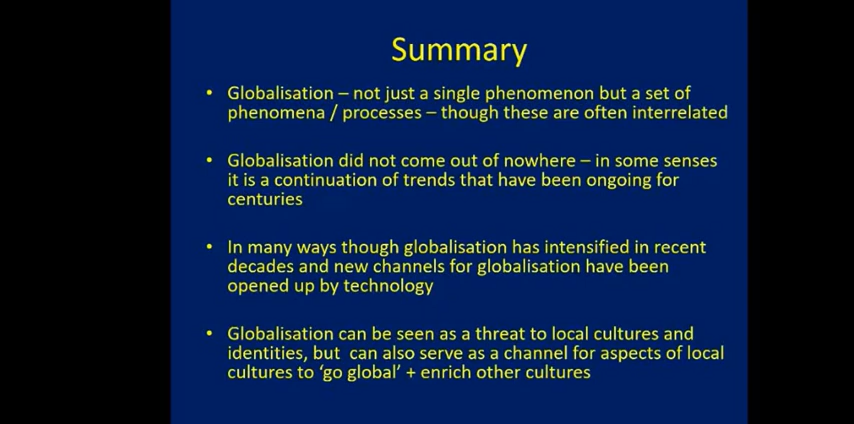 Summary
• Globalisation – not just a single phenomenon but a set of
phenomena / processes – though these are often interrelated
• Globalisation did not come out of nowhere – in some senses
it is a continuation of trends that have been ongoing for
centuries
• In many ways though globalisation has intensified in recent
decades and new channels for globalisation have been
opened up by technology
• Globalisation can be seen as a threat to local cultures and
identities, but  can also serve as a channel for aspects of local
cultures to ‘go global’ + enrich other cultures